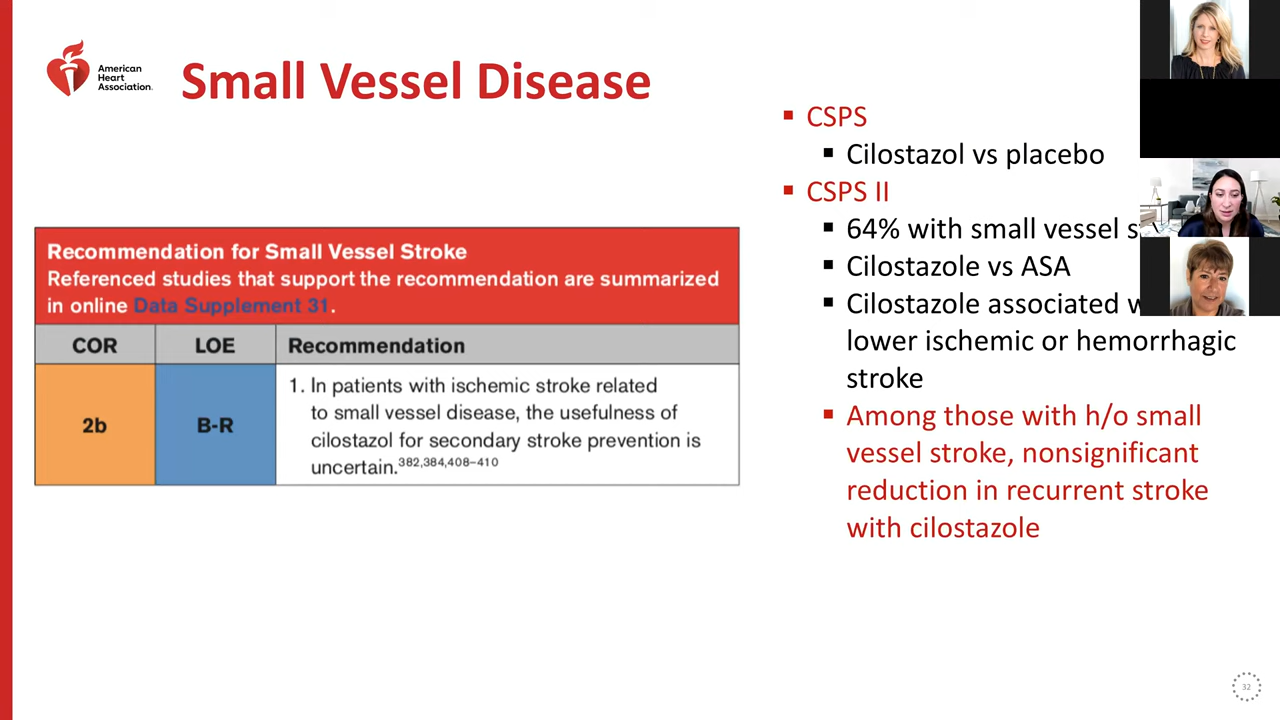 American
Heart
Association.
Small Vessel Disease
Recommendation for Small Vessel Stroke
Referenced studies that support the recommendation are summarized
in online Data Supplement 31.
COR LOE Recommendation
2b B-R 1. In patients with ischemic stroke related
to small vessel disease, the usefulness of
cilostazol for secondary stroke prevention is
uncertain.382,384,408–410
CSPS
Cilostazol vs placebo
CSPS II
64% with small vessel
Cilostazole vs ASA
Cilostazole associated
lower ischemic or hemorrhagic
stroke
Among those with h/o small
vessel stroke, nonsignificant
reduction in recurrent stroke
with cilostazole
32